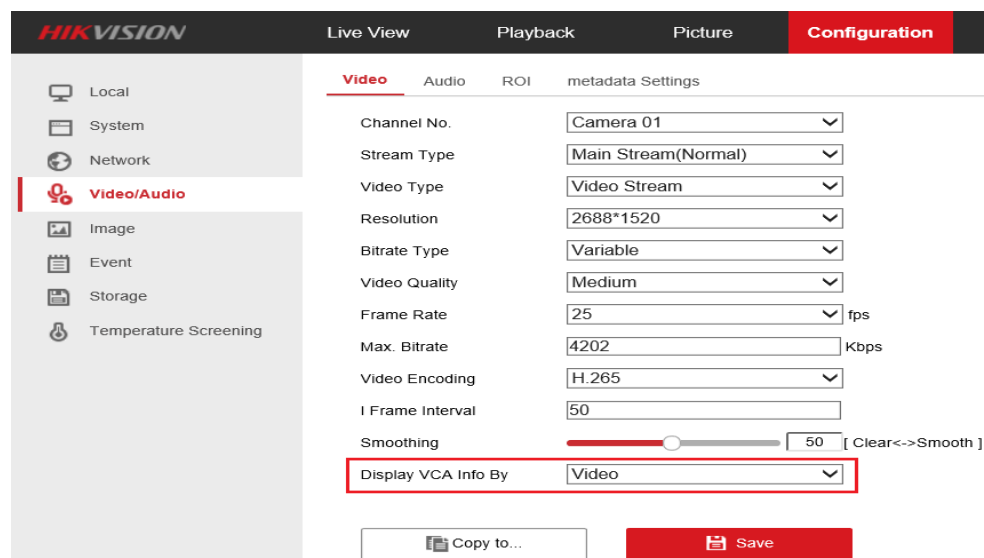 HIKVISION Live View Playback Picture Configuration
Local
System
Network
Video/Audio
Image
Event
Storage
Temperature Screening
Video Audio ROI metadata Settings
Channel No. Camera 01
Stream Type Main Stream(Normal)
Video Type Video Stream
Resolution 2688*1520
Bitrate Type Variable
Video Quality Medium
Frame Rate 25 fps
Max. Bitrate 4202 Kbps
Video Encoding H.265
I Frame Interval 50
Smoothing 50 [ Clear<->Smooth ]
Display VCA Info By Video
Copy to... Save